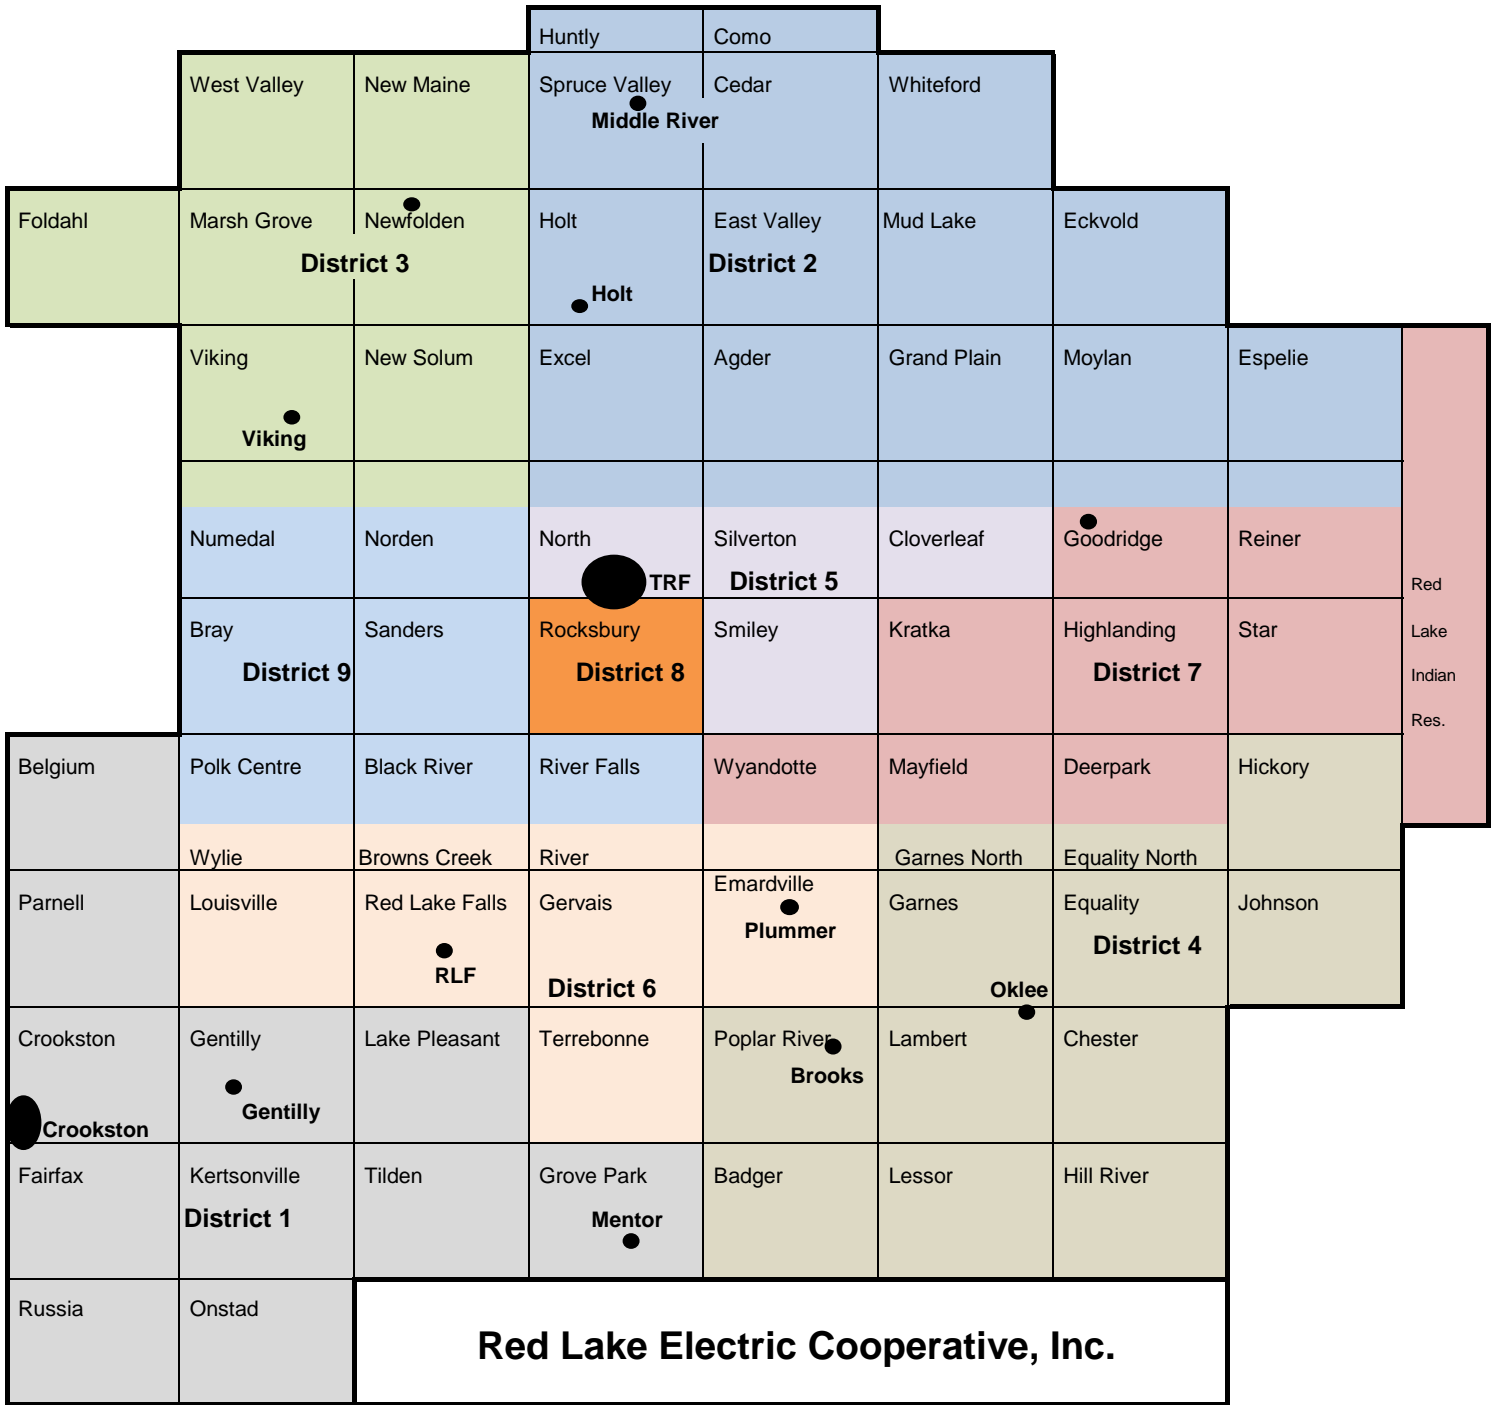 Huntly Como
West Valley New Maine Spruce Valley Cedar Whiteford
Middle River
Foldahl Marsh Grove Newfolden Holt East Valley Mud Lake Eckvold
District 3 District 2
Holt
Viking New Solum Excel Agder Grand Plain Moylan Espelie
Viking
Numedal Norden North Silverton Cloverleaf Goodridge Reiner
TRF District 5 Red
Bray Sanders Rocksbury Smiley Kratka Highlanding Star Lake
District 9 District 8 District 7 Indian
Res.
Belgium Polk Centre Black River River Falls Wyandotte Mayfield Deerpark Hickory
Wylie Browns Creek River Garnes North Equality North
Emardville
Parnell Louisville Red Lake Falls Gervais Garnes Equality Johnson
Plummer District 4
RLF
District 6 Oklee
Crookston Gentilly Lake Pleasant Terrebonne Poplar River Lambert Chester
Brooks
Gentilly
Crookston
Fairfax Kertsonville Tilden Grove Park Badger Lessor Hill River
District 1 Mentor
Russia Onstad
Red Lake Electric Cooperative, Inc.